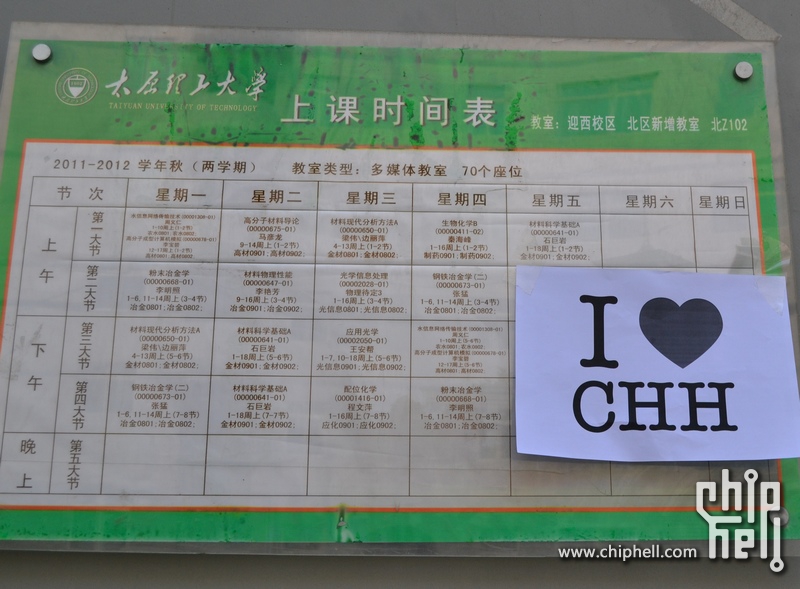 太原理工大学
TAIYUAN UNIVERSITY OF TECHNOLOGY
上课时间表
教室: 迎西校区 北区新增教室 北Z102
2011-2012 学年秋（两学期） 教室类型: 多媒体教室 70个座位
节 次 星期一 星期二 星期三 星期四 星期五 星期六 星期日
上午
第一大节
高分子材料导论
(00000875-01)
马彦龙
9-14周上(1-2节)
高材0901; 高材0902;
材料现代分析方法A
(00000650-01)
梁伟\边丽萍
4-13周上(1-2节)
金材0801; 金材0802;
生物化学B
(00000411-02)
秦海峰
1-16周上(1-2节)
制药0901; 制药0902;
材料科学基础A
(00000641-01)
石巨岩
第二大节
粉末冶金学
(00000668-01)
李明照
1-6, 11-14周上(3-4节)
冶金0801; 冶金0802;
材料物理性能
(00000647-01)
李艳芳
9-16周上(3-4节)
金材0901; 金材0902;
光学信息处理
(00002028-01)
物理待定3
1-16周上(3-4节)
光信息0801; 光信息0802;
钢铁冶金学(二)
(00000673-01)
张猛
1-6, 11-14周上(3-4节)
冶金0801; 冶金0802;
下午
第三大节
材料现代分析方法A
(00000650-01)
梁伟\边丽萍
4-13周上(5-6节)
金材0801; 金材0802;
材料科学基础A
(00000641-01)
石巨岩
1-18周上(5-6节)
金材0901; 金材0902;
应用光学
(00002050-01)
王安帮
1-7, 10-18周上(5-6节)
光信息0901; 光信息0902;
第四大节
钢铁冶金学(二)
(00000673-01)
张猛
1-6, 11-14周上(7-8节)
冶金0801; 冶金0802;
材料科学基础A
(00000641-01)
石巨岩
1-18周上(7-7节)
金材0901; 金材0902;
配位化学
(00001416-01)
程文萍
1-16周上(7-8节)
应化0901; 应化0902;
粉末冶金学
(00000668-01)
李明照
1-6, 11-14周上(7-8节)
冶金0801; 冶金0802;
晚上
第五大节
I
CHH
chip
hell
www.chiphell.com